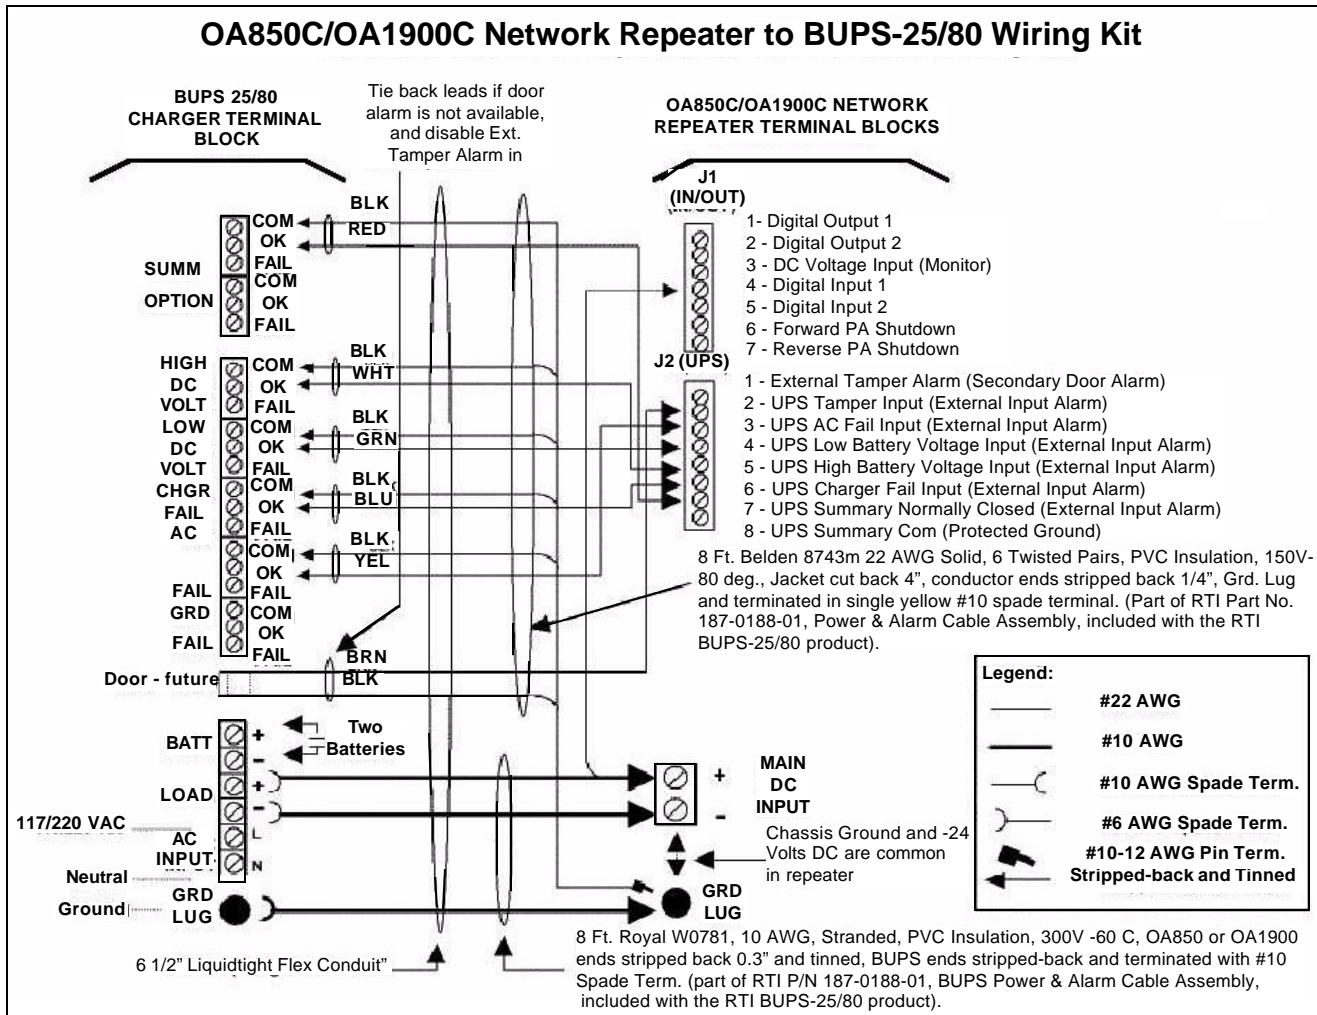 OA850C/OA1900C Network Repeater to BUPS-25/80 Wiring Kit
BUPS 25/80
CHARGER TERMINAL
BLOCK
Tie back leads if door
alarm is not available,
and disable Ext.
Tamper Alarm in
OA850C/OA1900C NETWORK
REPEATER TERMINAL BLOCKS
J1
(IN/OUT)
(IN/OUT)
1- Digital Output 1
2 - Digital Output 2
3 - DC Voltage Input (Monitor)
4 - Digital Input 1
5 - Digital Input 2
6 - Forward PA Shutdown
7 - Reverse PA Shutdown
J2 (UPS)
1 - External Tamper Alarm (Secondary Door Alarm)
2 - UPS Tamper Input (External Input Alarm)
3 - UPS AC Fail Input (External Input Alarm)
4 - UPS Low Battery Voltage Input (External Input Alarm)
5 - UPS High Battery Voltage Input (External Input Alarm)
6 - UPS Charger Fail Input (External Input Alarm)
7 - UPS Summary Normally Closed (External Input Alarm)
8 - UPS Summary Com (Protected Ground)
SUMM
OPTION
COM
OK
FAIL
COM
OK
FAIL
BLK
RED
HIGH
DC
VOLT
LOW
DC
VOLT
CHGR
FAIL
AC
FAIL
GRD
FAIL
COM
OK
FAIL
COM
OK
FAIL
COM
OK
FAIL
COM
OK
FAIL
COM
OK
FAIL
BLK
WHT
BLK
GRN
BLK
BLU
BLK
YEL
BRN
BLK
Door - future
8 Ft. Belden 8743m 22 AWG Solid, 6 Twisted Pairs, PVC Insulation, 150V-
80 deg., Jacket cut back 4”, conductor ends stripped back 1/4”, Grd. Lug
and terminated in single yellow #10 spade terminal. (Part of RTI Part No.
187-0188-01, Power & Alarm Cable Assembly, included with the RTI
BUPS-25/80 product).
BATT
LOAD
AC
INPUT
+
-
+
-
L
N
Two
Batteries
117/220 VAC
Neutral
Ground
GRD
LUG
+
-
MAIN
DC
INPUT
Chassis Ground and -24
Volts DC are common
in repeater
GRD
LUG
Legend:
#22 AWG
#10 AWG
#10 AWG Spade Term.
#6 AWG Spade Term.
#10-12 AWG Pin Term.
Stripped-back and Tinned
6 1/2” Liquidtight Flex Conduit”
8 Ft. Royal W0781, 10 AWG, Stranded, PVC Insulation, 300V -60 C, OA850 or OA1900
ends stripped back 0.3” and tinned, BUPS ends stripped-back and terminated with #10
Spade Term. (part of RTI P/N 187-0188-01, BUPS Power & Alarm Cable Assembly,
included with the RTI BUPS-25/80 product).